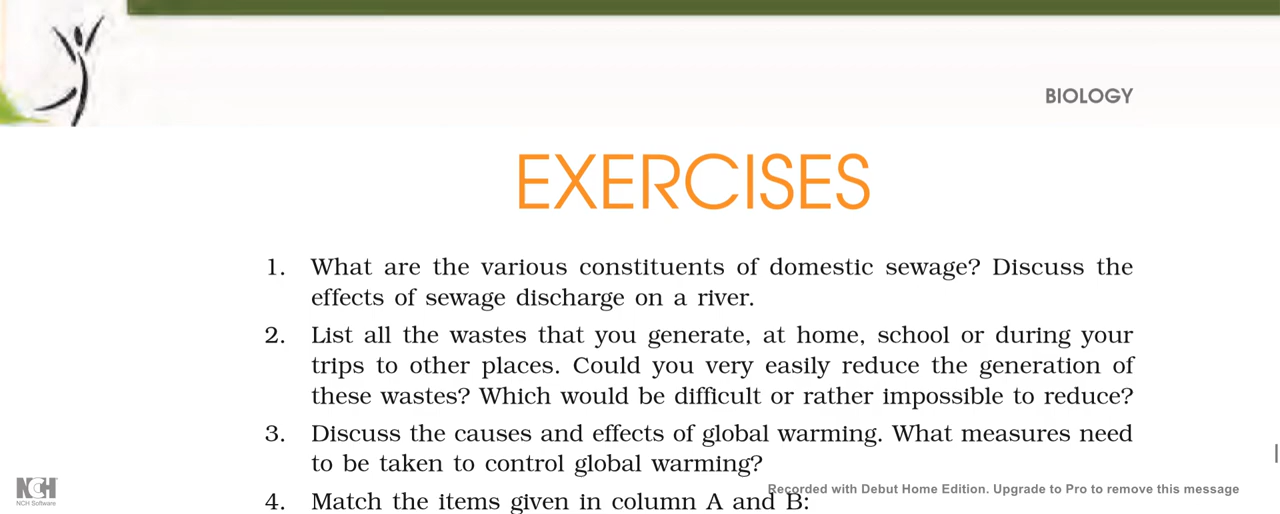 BIOLOGY
EXERCISES
1. What are the various constituents of domestic sewage? Discuss the
effects of sewage discharge on a river.
2. List all the wastes that you generate, at home, school or during your
trips to other places. Could you very easily reduce the generation of
these wastes? Which would be difficult or rather impossible to reduce?
3. Discuss the causes and effects of global warming. What measures need
to be taken to control global warming?
4. Match the items given in column A and B:
NCH
NCH Software
Recorded with Debut Home Edition. Upgrade to Pro to remove this message